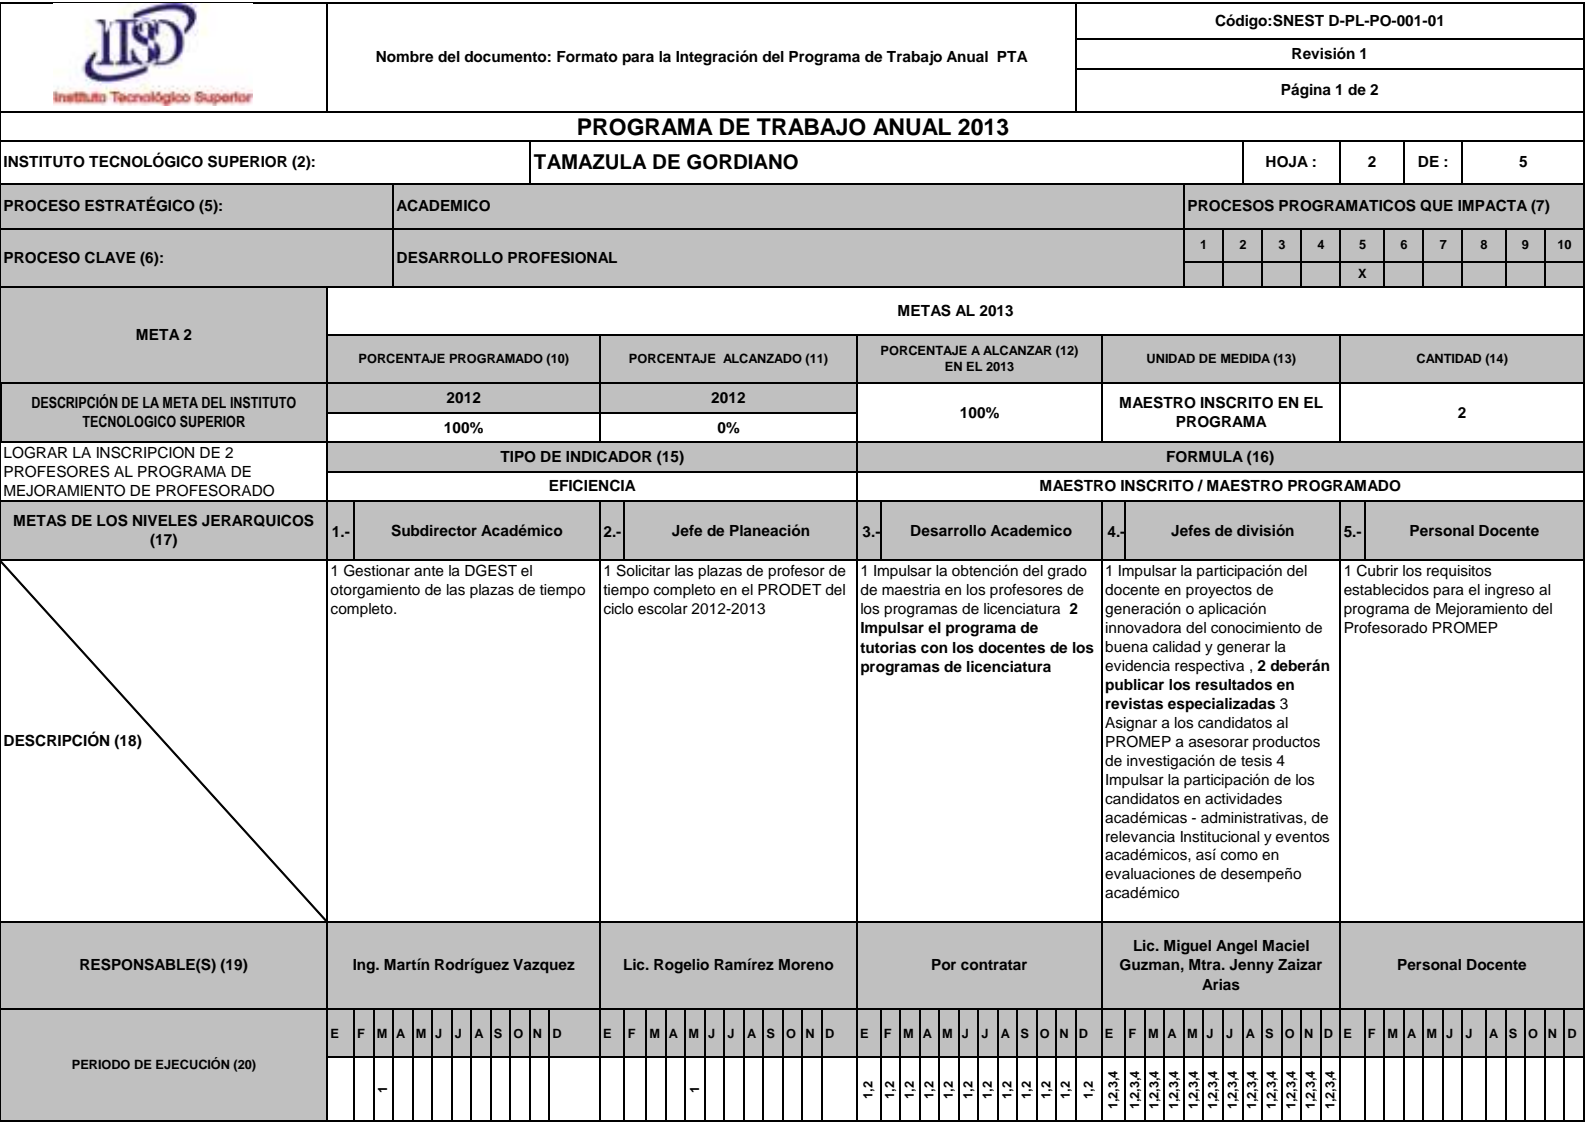 ITSD
Instituto Tecnológico Superior
Nombre del documento: Formato para la Integración del Programa de Trabajo Anual PTA
Código:SNEST D-PL-PO-001-01
Revisión 1
Página 1 de 2
PROGRAMA DE TRABAJO ANUAL 2013
INSTITUTO TECNOLÓGICO SUPERIOR (2):
TAMAZULA DE GORDIANO
HOJA : 2 DE : 5
PROCESO ESTRATÉGICO (5):
ACADEMICO
PROCESOS PROGRAMATICOS QUE IMPACTA (7)
PROCESO CLAVE (6):
DESARROLLO PROFESIONAL
1 2 3 4 5 6 7 8 9 10
X
META 2
METAS AL 2013
PORCENTAJE PROGRAMADO (10)
PORCENTAJE ALCANZADO (11)
PORCENTAJE A ALCANZAR (12)
EN EL 2013
UNIDAD DE MEDIDA (13)
CANTIDAD (14)
DESCRIPCIÓN DE LA META DEL INSTITUTO
TECNOLOGICO SUPERIOR
2012
100%
2012
0%
100%
MAESTRO INSCRITO EN EL
PROGRAMA
2
LOGRAR LA INSCRIPCION DE 2
PROFESORES AL PROGRAMA DE
MEJORAMIENTO DE PROFESORADO
TIPO DE INDICADOR (15)
FORMULA (16)
EFICIENCIA
MAESTRO INSCRITO / MAESTRO PROGRAMADO
METAS DE LOS NIVELES JERARQUICOS
(17)
1.- Subdirector Académico
2.- Jefe de Planeación
3.- Desarrollo Academico
4.- Jefes de división
5.- Personal Docente
DESCRIPCIÓN (18)
1 Gestionar ante la DGEST el
otorgamiento de las plazas de tiempo
completo.
1 Solicitar las plazas de profesor de
tiempo completo en el PRODET del
ciclo escolar 2012-2013
1 Impulsar la obtención del grado
de maestria en los profesores de
los programas de licenciatura 2
Impulsar el programa de
tutorias con los docentes de los
programas de licenciatura
1 Impulsar la participación del
docente en proyectos de
generación o aplicación
innovadora del conocimiento de
buena calidad y generar la
evidencia respectiva , 2 deberán
publicar los resultados en
revistas especializadas 3
Asignar a los candidatos al
PROMEP a asesorar productos
de investigación de tesis 4
Impulsar la participación de los
candidatos en actividades
académicas - administrativas, de
relevancia Institucional y eventos
académicos, así como en
evaluaciones de desempeño
académico
1 Cubrir los requisitos
establecidos para el ingreso al
programa de Mejoramiento del
Profesorado PROMEP
RESPONSABLE(S) (19)
Ing. Martín Rodríguez Vazquez
Lic. Rogelio Ramírez Moreno
Por contratar
Lic. Miguel Angel Maciel
Guzman, Mtra. Jenny Zaizar
Arias
Personal Docente
PERIODO DE EJECUCIÓN (20)
E F M A M J J A S O N D E F M A M J J A S O N D E F M A M J J A S O N D E F M A M J J A S O N D E F M A M J J A S O N D
1 1 1,2 1,2 1,2 1,2 1,2 1,2 1,2 1,2 1,2 1,2 1,2 1,2 1,2,3,4 1,2,3,4 1,2,3,4 1,2,3,4 1,2,3,4 1,2,3,4 1,2,3,4 1,2,3,4 1,2,3,4 1,2,3,4 1,2,3,4 1,2,3,4